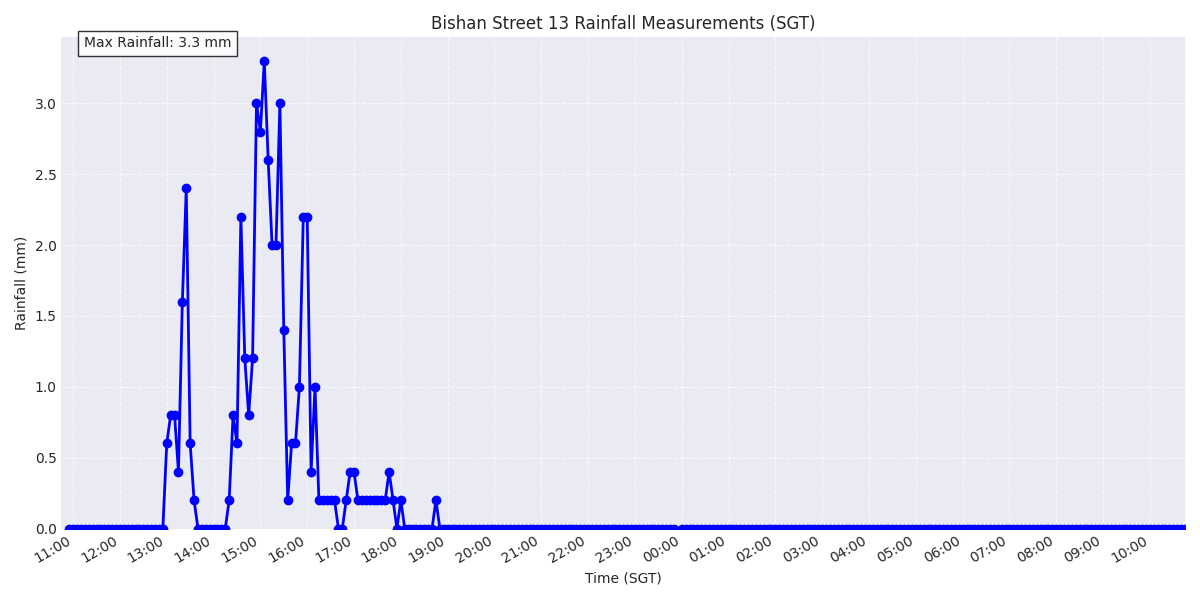 Bishan Street 13 Rainfall Measurements (SGT)
Max Rainfall: 3.3 mm
Rainfall (mm)
3.0
2.5
2.0
1.5
1.0
0.5
0.0
11:00 12:00 13:00 14:00 15:00 16:00 17:00 18:00 19:00 20:00 21:00 22:00 23:00 00:00 01:00 02:00 03:00 04:00 05:00 06:00 07:00 08:00 09:00 10:00
Time (SGT)